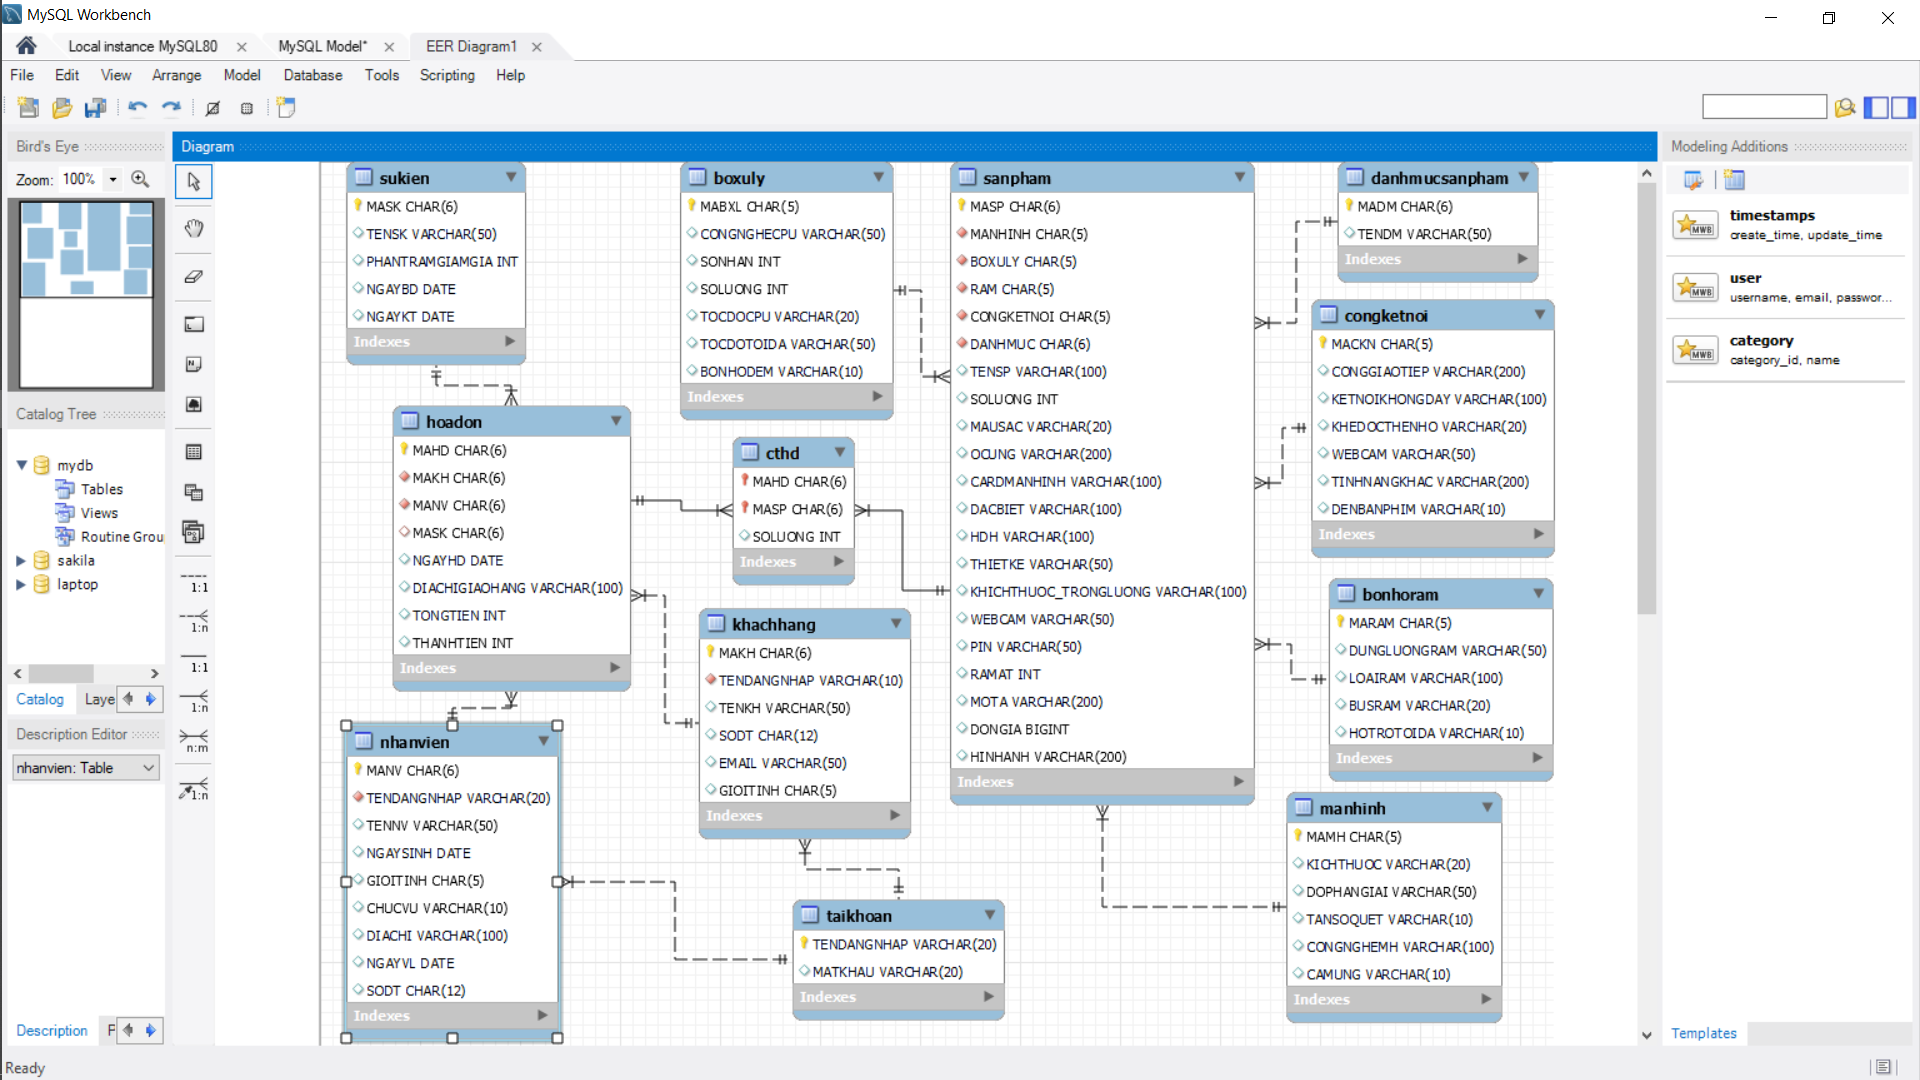 MySQL Workbench
Local instance MySQL80
MySQL Model*
EER Diagram1
File Edit View Arrange Model Database Tools Scripting Help
Bird's Eye
Zoom: 100%
Catalog Tree
mydb
Tables
Views
Routine Grou
sakila
laptop
Catalog Laye
Description Editor
nhanvien: Table
Description F
Ready
Diagram
1:1
1:n
1:1
1:n
n:m
1:n
sukien
MASK CHAR(6)
TENSK VARCHAR(50)
PHANTRAMGIAMGIA INT
NGAYBD DATE
NGAYKT DATE
Indexes
hoadon
MAHD CHAR(6)
MAKH CHAR(6)
MANV CHAR(6)
MASK CHAR(6)
NGAYHD DATE
DIACHIGIAOHANG VARCHAR(100)
TONGTIEN INT
THANHTIEN INT
Indexes
nhanvien
MANV CHAR(6)
TENDANGNHAP VARCHAR(20)
TENNV VARCHAR(50)
NGAYSINH DATE
GIOITINH CHAR(5)
CHUCVU VARCHAR(10)
DIACHI VARCHAR(100)
NGAYVL DATE
SODT CHAR(12)
Indexes
boxuly
MABXL CHAR(5)
CONGNGHECPU VARCHAR(50)
SONHAN INT
SOLUONG INT
TOCDOCPU VARCHAR(20)
TOCDOTOIDA VARCHAR(50)
BONHODEM VARCHAR(10)
Indexes
cthd
MAHD CHAR(6)
MASP CHAR(6)
SOLUONG INT
Indexes
khachhang
MAKH CHAR(6)
TENDANGNHAP VARCHAR(10)
TENKH VARCHAR(50)
SODT CHAR(12)
EMAIL VARCHAR(50)
GIOITINH CHAR(5)
Indexes
taikhoan
TENDANGNHAP VARCHAR(20)
MATKHAU VARCHAR(20)
Indexes
sanpham
MASP CHAR(6)
MANHINH CHAR(5)
BOXULY CHAR(5)
RAM CHAR(5)
CONGKETNOI CHAR(5)
DANHMUC CHAR(6)
TENSP VARCHAR(100)
SOLUONG INT
MAUSAC VARCHAR(20)
OCUNG VARCHAR(200)
CARDMANHINH VARCHAR(100)
DACBIET VARCHAR(100)
HDH VARCHAR(100)
THIETKE VARCHAR(50)
KHICHTHUOC_TRONGLUONG VARCHAR(100)
WEBCAM VARCHAR(50)
PIN VARCHAR(50)
RAMAT INT
MOTA VARCHAR(200)
DONGIA BIGINT
HINHANH VARCHAR(200)
Indexes
danhmucsanpham
MADM CHAR(6)
TENDM VARCHAR(50)
Indexes
congketnoi
MACKN CHAR(5)
CONGGIAOTIEP VARCHAR(200)
KETNOIKHONGDAY VARCHAR(100)
KHEDOCTHENHO VARCHAR(20)
WEBCAM VARCHAR(50)
TINHNANGKHAC VARCHAR(200)
DENBANPHIM VARCHAR(10)
Indexes
bonhoram
MARAM CHAR(5)
DUNGLUONGRAM VARCHAR(50)
LOAIRAM VARCHAR(100)
BUSRAM VARCHAR(20)
HOTROTOIDA VARCHAR(10)
Indexes
manhinh
MAMH CHAR(5)
KICHTHUOC VARCHAR(20)
DOPHANGIAI VARCHAR(50)
TANSOQUET VARCHAR(10)
CONGNGHEMH VARCHAR(100)
CAMUNG VARCHAR(10)
Indexes
Modeling Additions
MWB
timestamps
create_time, update_time
MWB
user
username, email, passwor...
MWB
category
category_id, name
Templates